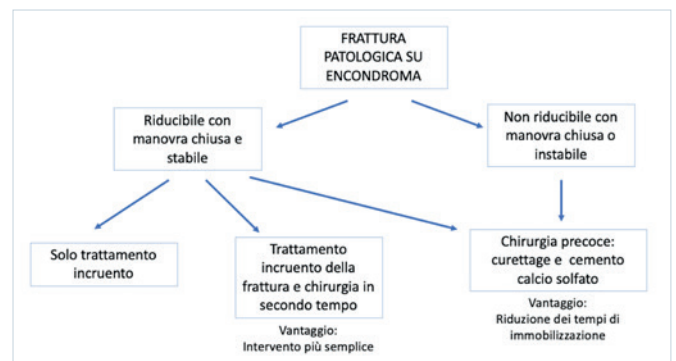 FRATTURA
PATOLOGICA SU
ENCONDROMA
Riducibile con
manovra chiusa e
stabile
Non riducibile con
manovra chiusa o
instabile
Solo trattamento
incruento
Trattamento
incruento della
frattura e chirurgia in
secondo tempo
Vantaggio:
Intervento più semplice
Chirurgia precoce:
curettage e cemento
calcio solfato
Vantaggio:
Riduzione dei tempi di
immobilizzazione